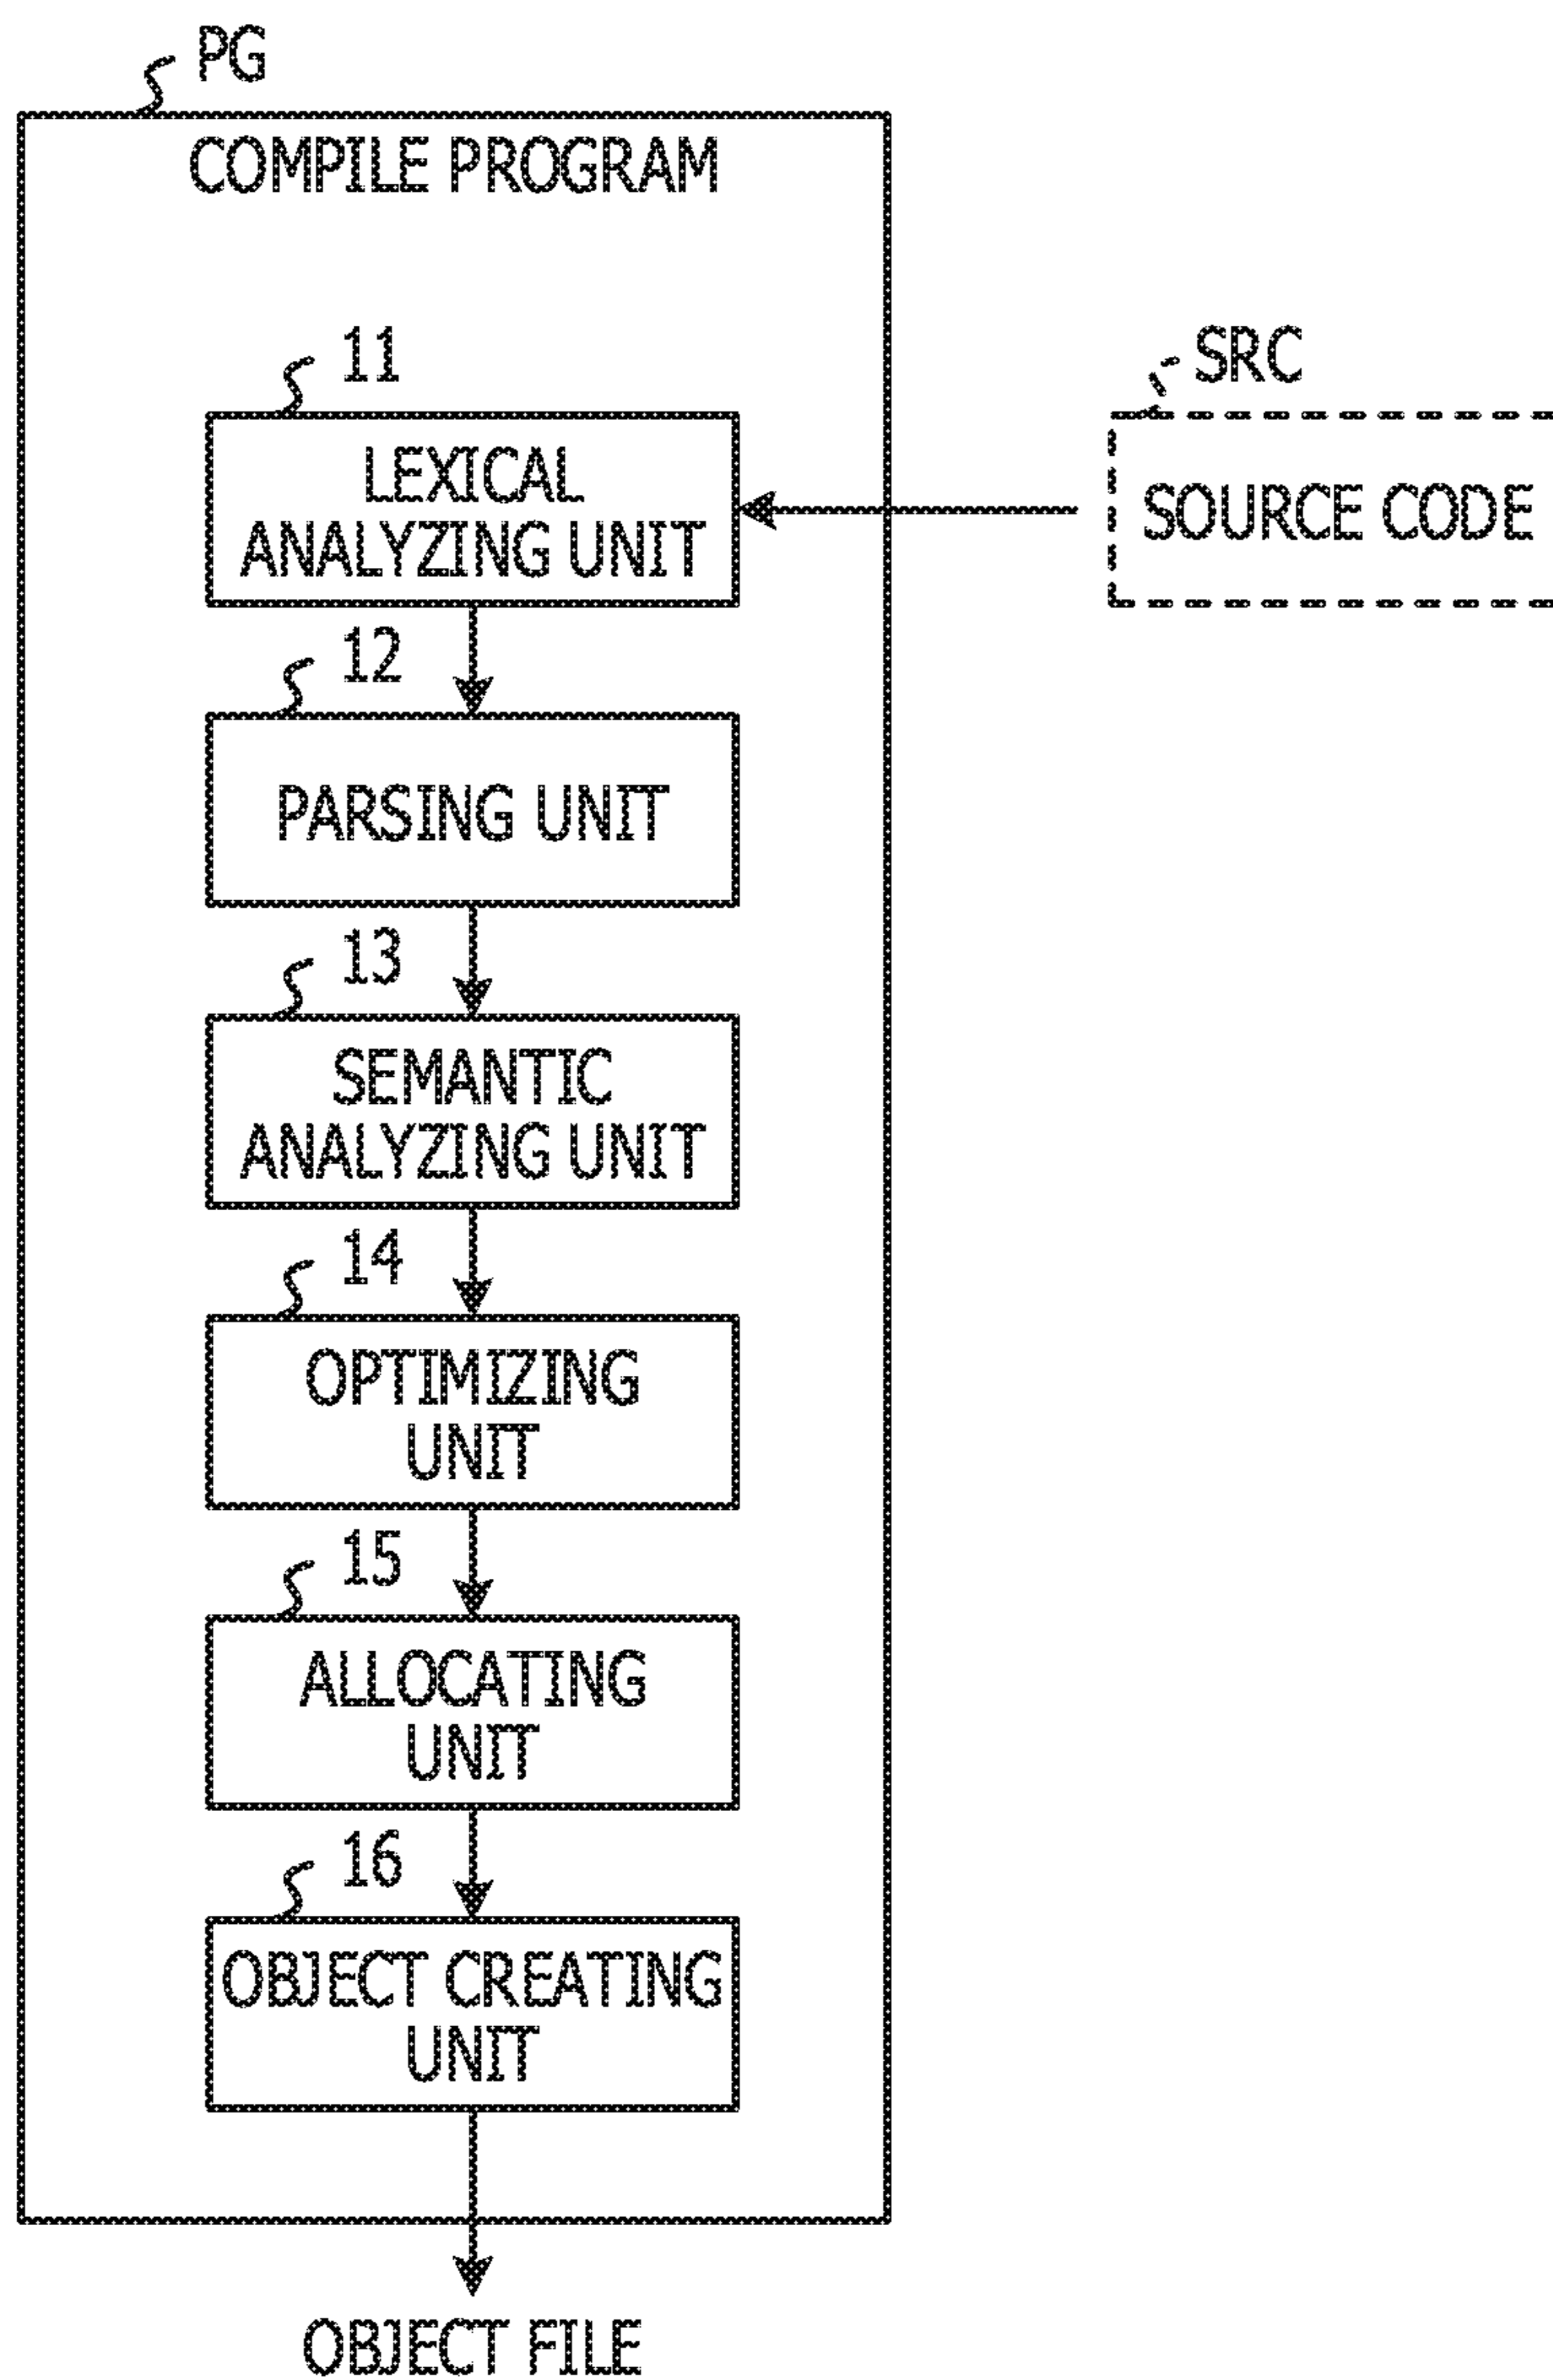 PG
COMPILE PROGRAM
11
SRC
LEXICAL
ANALYZING UNIT
SOURCE CODE
12
PARSING UNIT
13
SEMANTIC
ANALYZING UNIT
14
OPTIMIZING
UNIT
15
ALLOCATING
UNIT
16
OBJECT CREATING
UNIT
OBJECT FILE